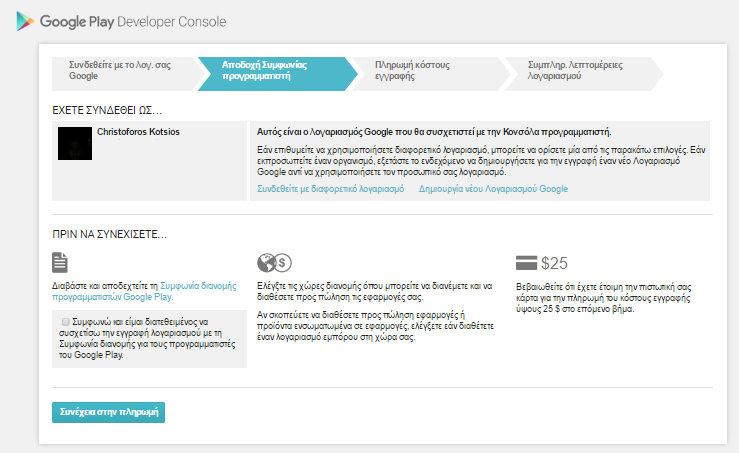 Google Play Developer Console
Συνδεθείτε με το λογ. σας
Google
Αποδοχή Συμφωνίας
προγραμματιστή
Πληρωμή κόστους
εγγραφής
Συμπληρ. Λεπτομέρειες
λογαριασμού
ΕΧΕΤΕ ΣΥΝΔΕΘΕΙ ΩΣ...
Christoforos Kotsios
Αυτός είναι ο Λογαριασμός Google που θα συσχετιστεί με την Κονσόλα προγραμματιστή.
Εάν επιθυμείτε να χρησιμοποιήσετε διαφορετικό λογαριασμό, μπορείτε να ορίσετε μία από τις παρακάτω επιλογές. Εάν
εκπροσωπείτε έναν οργανισμό, εξετάστε το ενδεχόμενο να δημιουργήσετε για την εγγραφή έναν νέο Λογαριασμό
Google αντί να χρησιμοποιήσετε τον προσωπικό σας λογαριασμό.
Συνδεθείτε με διαφορετικό λογαριασμό Δημιουργία νέου Λογαριασμού Google
ΠΡΙΝ ΝΑ ΣΥΝΕΧΙΣΕΤΕ...
Διαβάστε και αποδεχτείτε τη Συμφωνία διανομής
προγραμματιστών Google Play.
Συμφωνώ και είμαι διατεθειμένος να
συσχετίσω την εγγραφή λογαριασμού με τη
Συμφωνία διανομής για τους προγραμματιστές
του Google Play.
$
Ελέγξτε τις χώρες διανομής όπου μπορείτε να διανέμετε και να
διαθέσετε προς πώληση τις εφαρμογές σας.
Αν σκοπεύετε να διαθέσετε προς πώληση εφαρμογές ή
προϊόντα ενσωματωμένα σε εφαρμογές, ελέγξετε εάν διαθέτετε
έναν λογαριασμό εμπόρου στη χώρα σας.
$25
Βεβαιωθείτε ότι έχετε έτοιμη την πιστωτική σας
κάρτα για την πληρωμή του κόστους εγγραφής
ύψους 25 $ στο επόμενο βήμα.
Συνέχεια στην πληρωμή